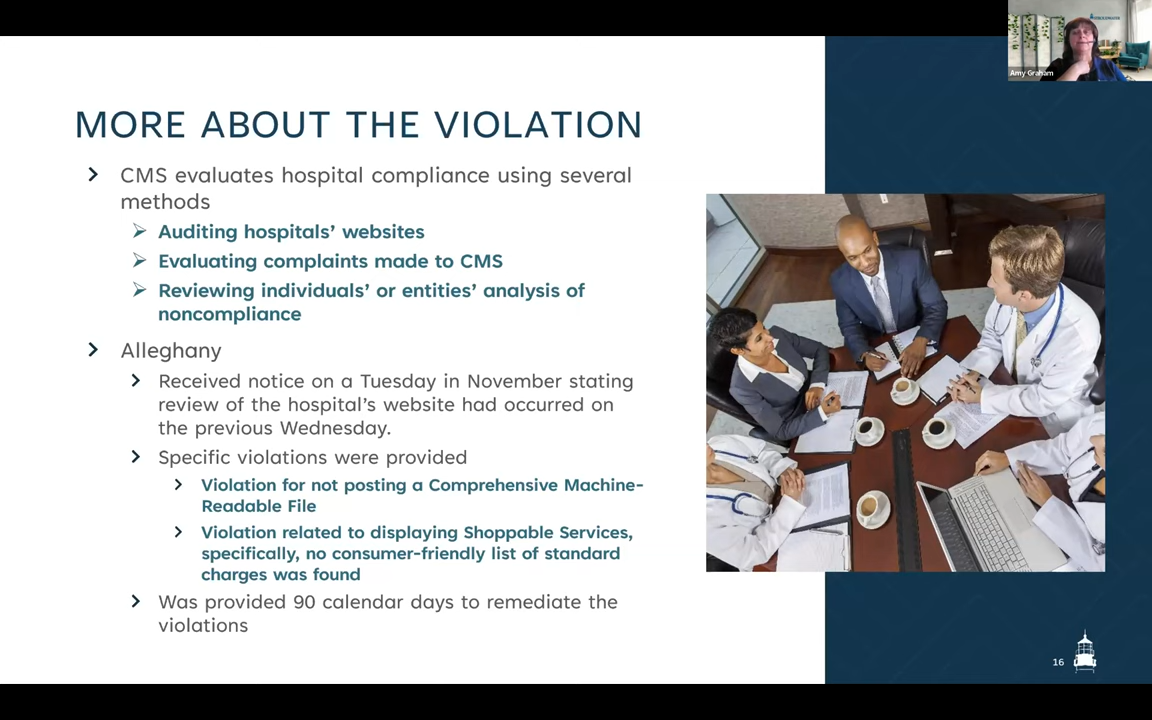 Amy Graham
MORE ABOUT THE VIOLATION
CMS evaluates hospital compliance using several
methods
Auditing hospitals' websites
Evaluating complaints made to CMS
Reviewing individuals' or entities' analysis of
noncompliance
Alleghany
Received notice on a Tuesday in November stating
review of the hospital's website had occurred on
the previous Wednesday.
Specific violations were provided
Violation for not posting a Comprehensive Machine-
Readable File
Violation related to displaying Shoppable Services,
specifically, no consumer-friendly list of standard
charges was found
Was provided 90 calendar days to remediate the
violations
16